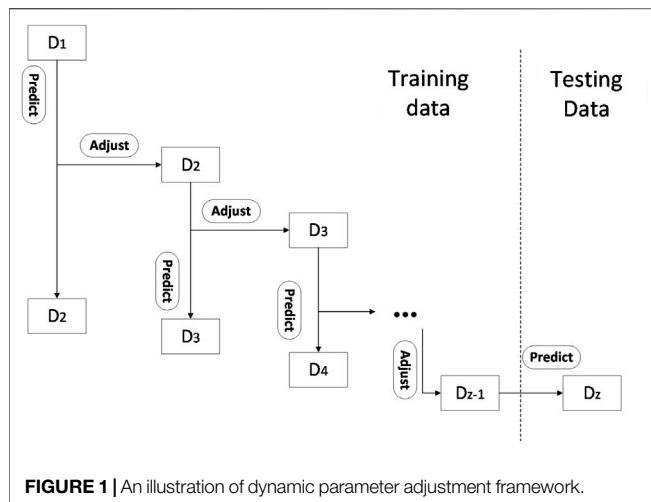 D1
Predict
Training
data
Testing
Data
Adjust
D2
Adjust
D3
Predict
Predict
D2
D3
D4
...
Adjust
Dz-1
Predict
Dz
FIGURE 1 | An illustration of dynamic parameter adjustment framework.